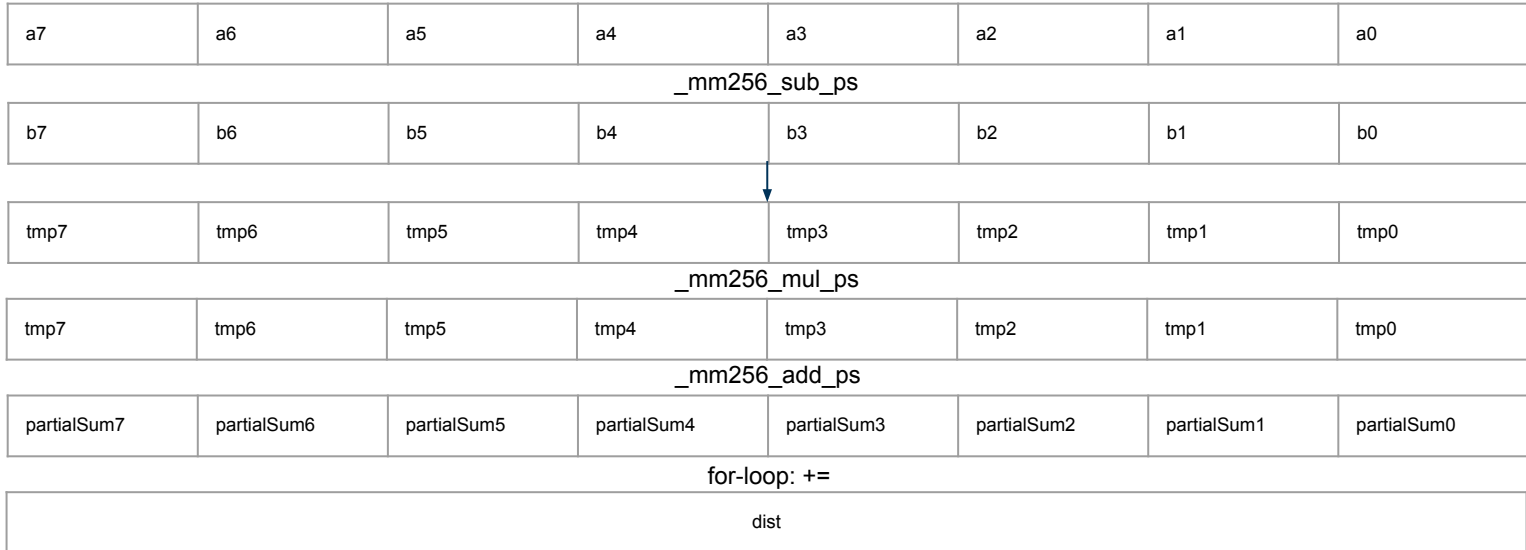 a7 a6 a5 a4 a3 a2 a1 a0
_mm256_sub_ps
b7 b6 b5 b4 b3 b2 b1 b0
tmp7 tmp6 tmp5 tmp4 tmp3 tmp2 tmp1 tmp0
_mm256_mul_ps
tmp7 tmp6 tmp5 tmp4 tmp3 tmp2 tmp1 tmp0
_mm256_add_ps
partialSum7 partialSum6 partialSum5 partialSum4 partialSum3 partialSum2 partialSum1 partialSum0
for-loop: +=
dist